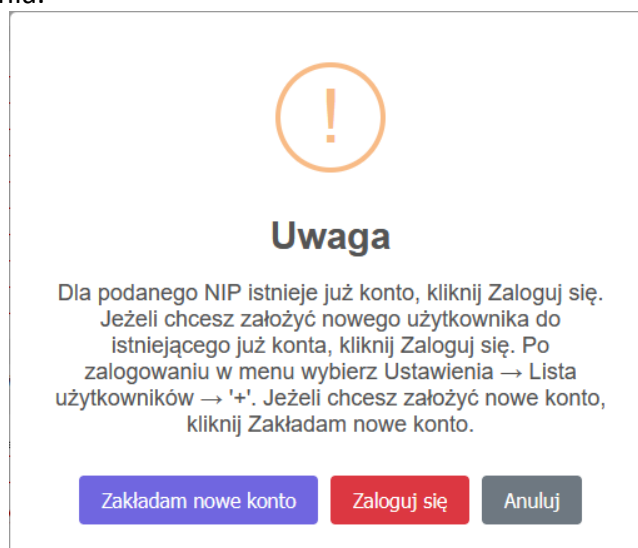 !
Uwaga
Dla podanego NIP istnieje już konto, kliknij Zaloguj się.
Jeżeli chcesz założyć nowego użytkownika do
istniejącego już konta, kliknij Zaloguj się. Po
zalogowaniu w menu wybierz Ustawienia → Lista
użytkowników → '+'. Jeżeli chcesz założyć nowe konto,
kliknij Zakładam nowe konto.
Zakładam nowe konto Zaloguj się Anuluj